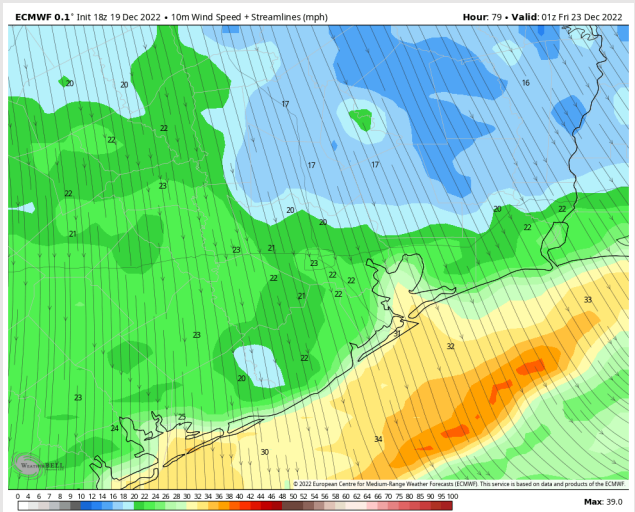 ECMWF 0.1° Init 18z 19 Dec 2022 • 10m Wind Speed + Streamlines (mph) Hour: 79 • Valid: 01z Fri 23 Dec 2022
20 20 16
17
22
22
17 17
23
22
20 20 22
20
22
21
23 21
23
22 22 22
21 22
33
23 31
32
22
20
23
25
24
34
30
WEATHERBELL
© 2022 European Centre for Medium-Range Weather Forecasts (ECMWF). This service is based on data and products of the ECMWF.
0 4 6 7 8 9 10 12 14 16 18 20 22 24 26 28 30 32 34 36 38 40 42 44 46 48 50 52 54 56 58 60 62 64 66 70 75 80 85 90 95 100
Max: 39.0